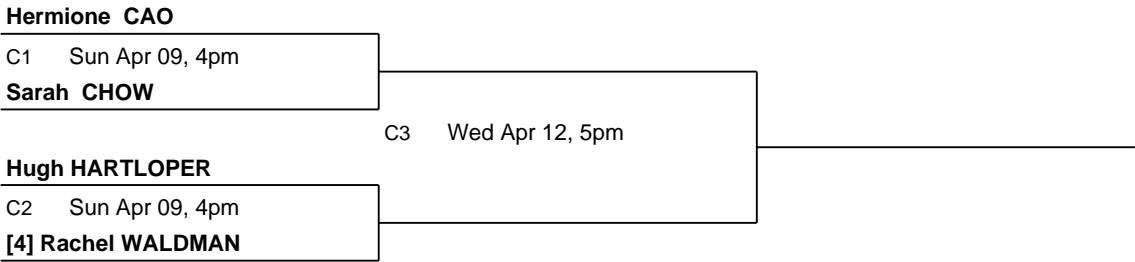 Hermione CAO
C1 Sun Apr 09, 4pm
Sarah CHOW
C3 Wed Apr 12, 5pm
Hugh HARTLOPER
C2 Sun Apr 09, 4pm
[4] Rachel WALDMAN